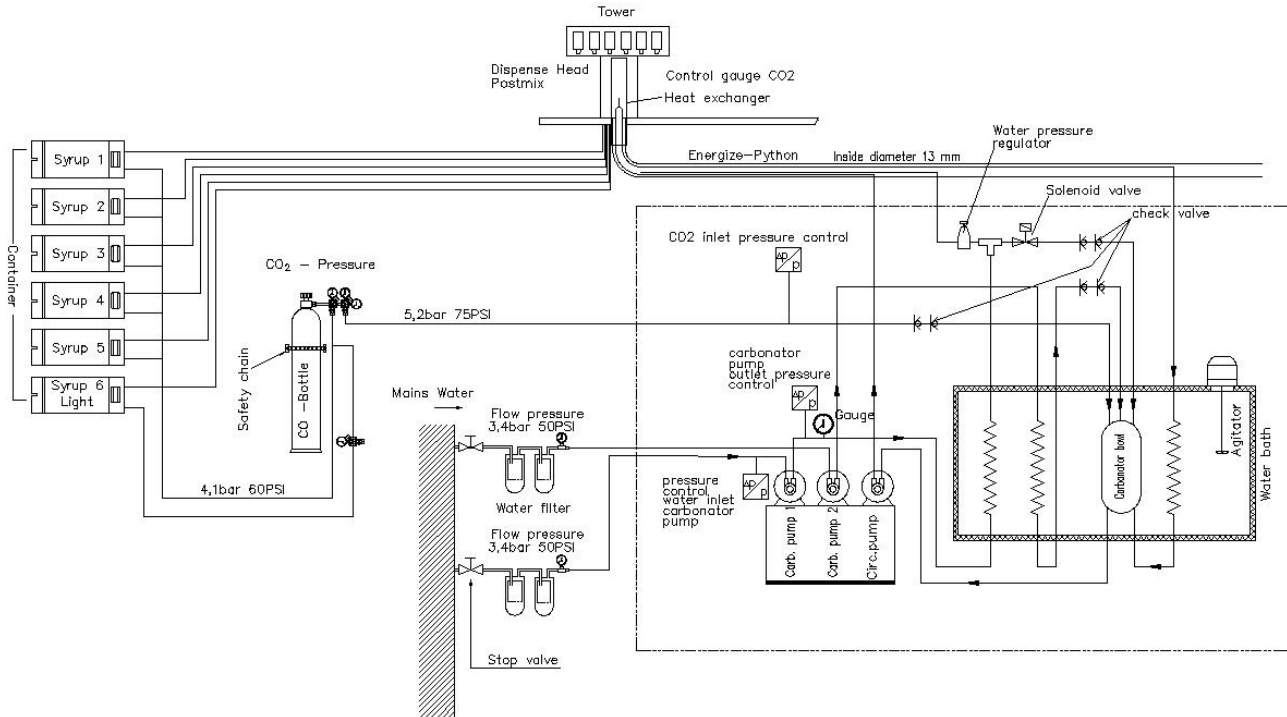 Tower
Dispense Head
Postmix
Control gauge CO2
Heat exchanger
Water pressure
regulator
Energize-Python
Inside diameter 13 mm
Solenoid valve
check valve
Container
Syrup 1
Syrup 2
Syrup 3
Syrup 4
Syrup 5
Syrup 6
Light
CO2 - Pressure
CO2 inlet pressure control
5,2bar 75PSI
Safety chain
CO -Bottle
4,1bar 60PSI
Mains Water
Flow pressure
3,4bar 50PSI
Water filter
Flow pressure
3,4bar 50PSI
Stop valve
carbonator
pump
outlet pressure
control
Δp
p
Δp
p
Gauge
pressure
control
water inlet
carbonator
pump
Δp
p
Carb. pump 1
Carb. pump 2
Circ.pump
Carbonator bowl
Agitator
Water bath